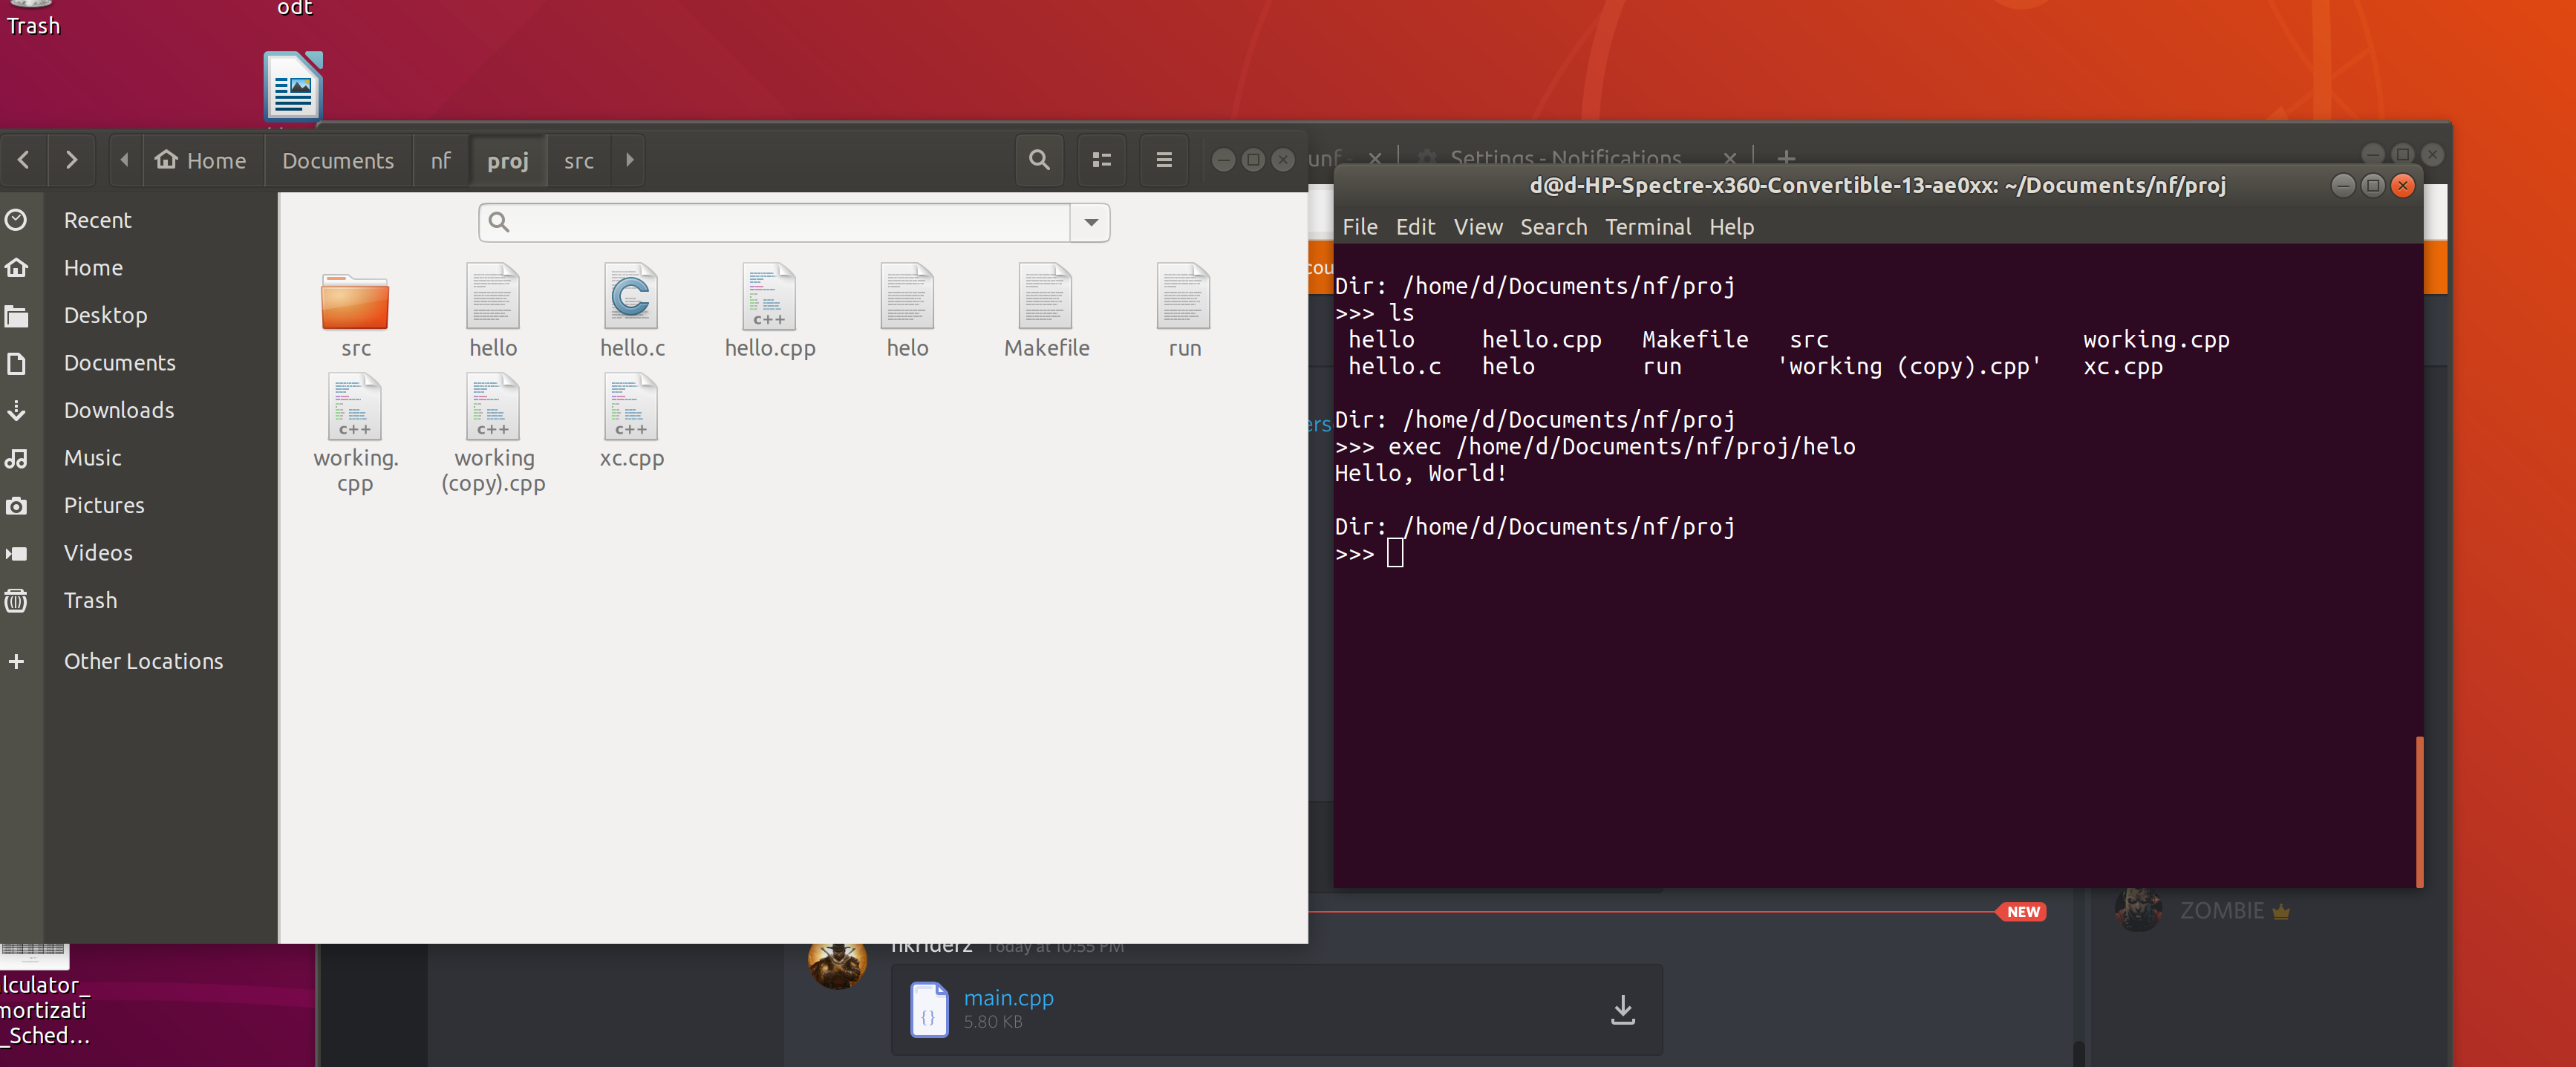 Trash
odt
Home Documents nf proj src
Recent
Home
Desktop
Documents
Downloads
Music
Pictures
Videos
Trash
Other Locations
src hello hello.c hello.cpp helo Makefile run
c++
working.
cpp
working
(copy).cpp
xc.cpp
c++ c++ c++
Settings - Notifications
d@d-HP-Spectre-x360-Convertible-13-ae0xx: ~/Documents/nf/proj
File Edit View Search Terminal Help
Dir: /home/d/Documents/nf/proj
>>> ls
hello hello.cpp Makefile src working.cpp
hello.c helo run 'working (copy).cpp' xc.cpp
Dir: /home/d/Documents/nf/proj
>>> exec /home/d/Documents/nf/proj/helo
Hello, World!
Dir: /home/d/Documents/nf/proj
>>>
NEW
ZOMBIE
Today at 10:55 PM
main.cpp
5.80 KB
lculator_
mortizati
_Sched...